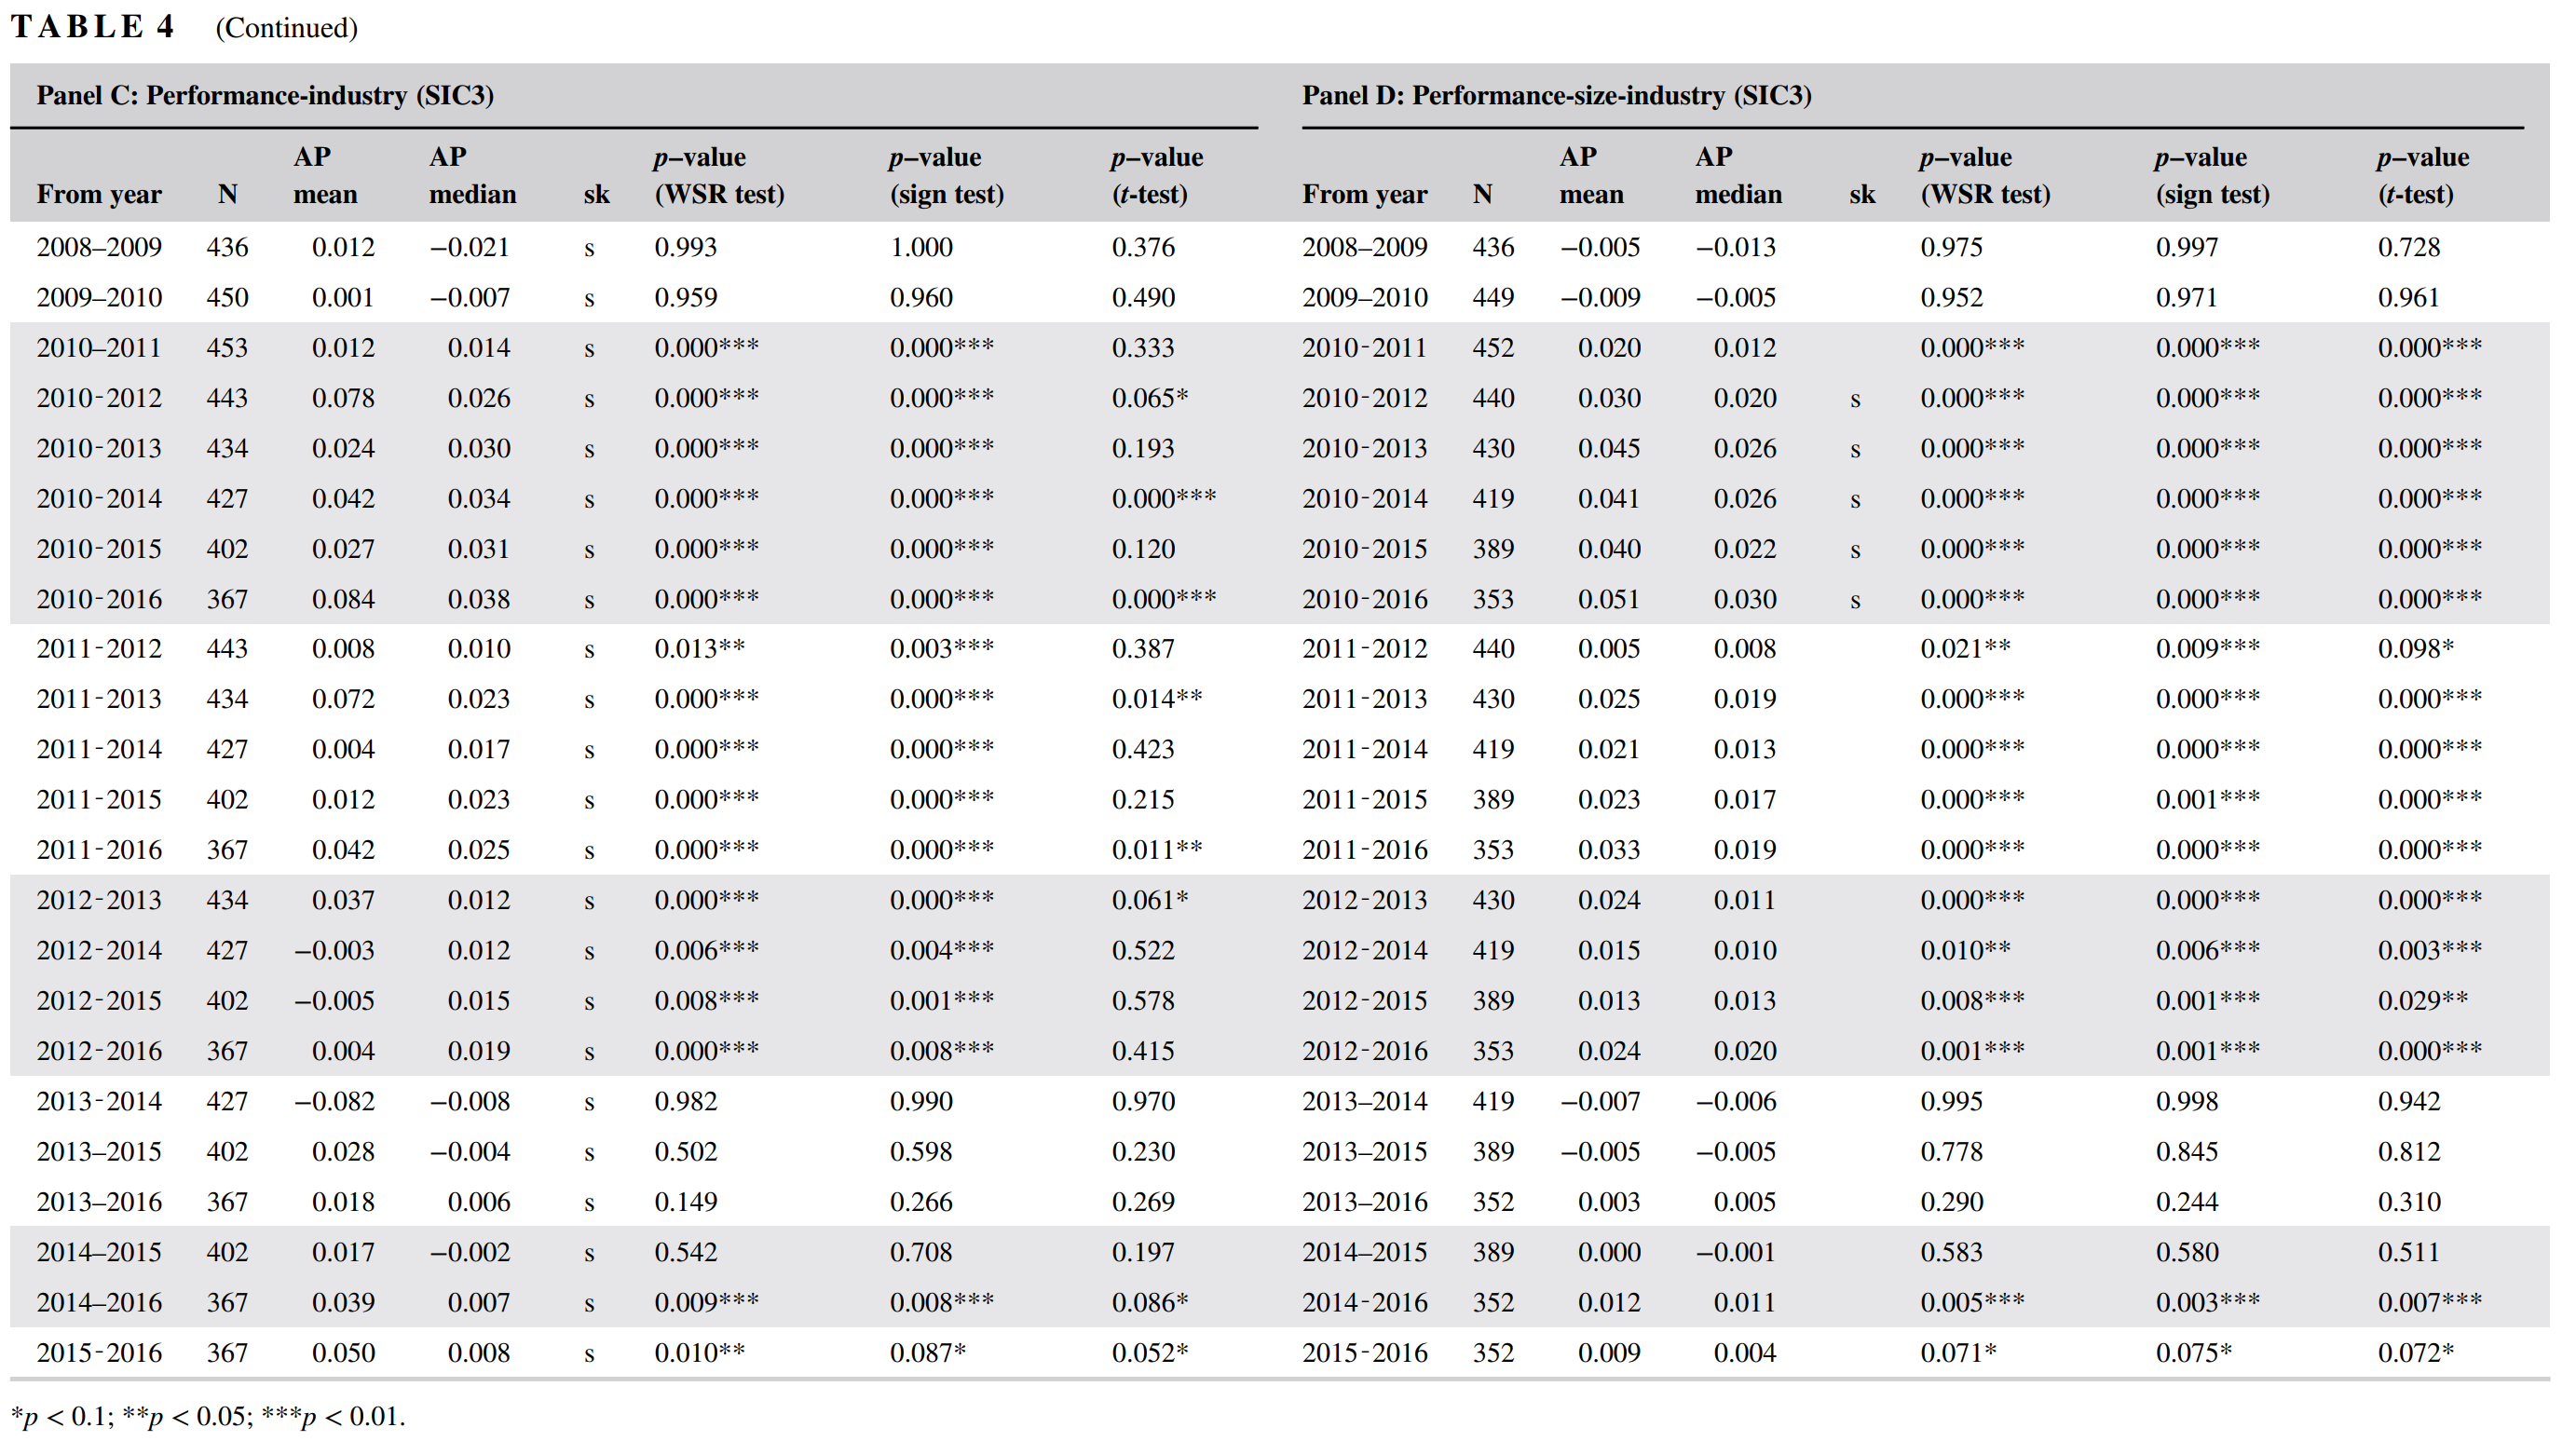 TABLE 4 (Continued)
Panel C: Performance-industry (SIC3) Panel D: Performance-size-industry (SIC3)
AP AP p–value p–value p–value AP AP p–value p–value p–value
From year N mean median sk (WSR test) (sign test) (t-test) From year N mean median sk (WSR test) (sign test) (t-test)
2008–2009 436 0.012 −0.021 s 0.993 1.000 0.376 2008–2009 436 −0.005 −0.013 0.975 0.997 0.728
2009–2010 450 0.001 −0.007 s 0.959 0.960 0.490 2009–2010 449 −0.009 −0.005 0.952 0.971 0.961
2010–2011 453 0.012 0.014 s 0.000*** 0.000*** 0.333 2010-2011 452 0.020 0.012 0.000*** 0.000*** 0.000***
2010-2012 443 0.078 0.026 s 0.000*** 0.000*** 0.065* 2010-2012 440 0.030 0.020 s 0.000*** 0.000*** 0.000***
2010-2013 434 0.024 0.030 s 0.000*** 0.000*** 0.193 2010-2013 430 0.045 0.026 s 0.000*** 0.000*** 0.000***
2010-2014 427 0.042 0.034 s 0.000*** 0.000*** 0.000*** 2010-2014 419 0.041 0.026 s 0.000*** 0.000*** 0.000***
2010-2015 402 0.027 0.031 s 0.000*** 0.000*** 0.120 2010-2015 389 0.040 0.022 s 0.000*** 0.000*** 0.000***
2010-2016 367 0.084 0.038 s 0.000*** 0.000*** 0.000*** 2010-2016 353 0.051 0.030 s 0.000*** 0.000*** 0.000***
2011-2012 443 0.008 0.010 s 0.013** 0.003*** 0.387 2011-2012 440 0.005 0.008 0.021** 0.009*** 0.098*
2011-2013 434 0.072 0.023 s 0.000*** 0.000*** 0.014** 2011-2013 430 0.025 0.019 0.000*** 0.000*** 0.000***
2011-2014 427 0.004 0.017 s 0.000*** 0.000*** 0.423 2011-2014 419 0.021 0.013 0.000*** 0.000*** 0.000***
2011-2015 402 0.012 0.023 s 0.000*** 0.000*** 0.215 2011-2015 389 0.023 0.017 0.000*** 0.001*** 0.000***
2011-2016 367 0.042 0.025 s 0.000*** 0.000*** 0.011** 2011-2016 353 0.033 0.019 0.000*** 0.000*** 0.000***
2012-2013 434 0.037 0.012 s 0.000*** 0.000*** 0.061* 2012-2013 430 0.024 0.011 0.000*** 0.000*** 0.000***
2012-2014 427 −0.003 0.012 s 0.006*** 0.004*** 0.522 2012-2014 419 0.015 0.010 0.010** 0.006*** 0.003***
2012-2015 402 −0.005 0.015 s 0.008*** 0.001*** 0.578 2012-2015 389 0.013 0.013 0.008*** 0.001*** 0.029**
2012-2016 367 0.004 0.019 s 0.000*** 0.008*** 0.415 2012-2016 353 0.024 0.020 0.001*** 0.001*** 0.000***
2013-2014 427 −0.082 −0.008 s 0.982 0.990 0.970 2013–2014 419 −0.007 −0.006 0.995 0.998 0.942
2013–2015 402 0.028 −0.004 s 0.502 0.598 0.230 2013–2015 389 −0.005 −0.005 0.778 0.845 0.812
2013–2016 367 0.018 0.006 s 0.149 0.266 0.269 2013–2016 352 0.003 0.005 0.290 0.244 0.310
2014–2015 402 0.017 −0.002 s 0.542 0.708 0.197 2014–2015 389 0.000 −0.001 0.583 0.580 0.511
2014–2016 367 0.039 0.007 s 0.009*** 0.008*** 0.086* 2014-2016 352 0.012 0.011 0.005*** 0.003*** 0.007***
2015-2016 367 0.050 0.008 s 0.010** 0.087* 0.052* 2015-2016 352 0.009 0.004 0.071* 0.075* 0.072*
*p < 0.1; **p < 0.05; ***p < 0.01.